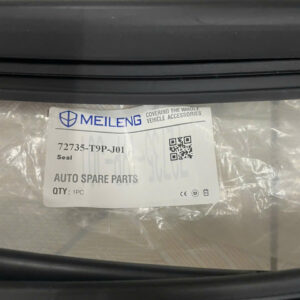 MEILENG
COVERING THE WHOLE
VEHICLE ACCESSORIES
72735-T9P-J01
Seal
AUTO SPARE PARTS
QTY : 1PC